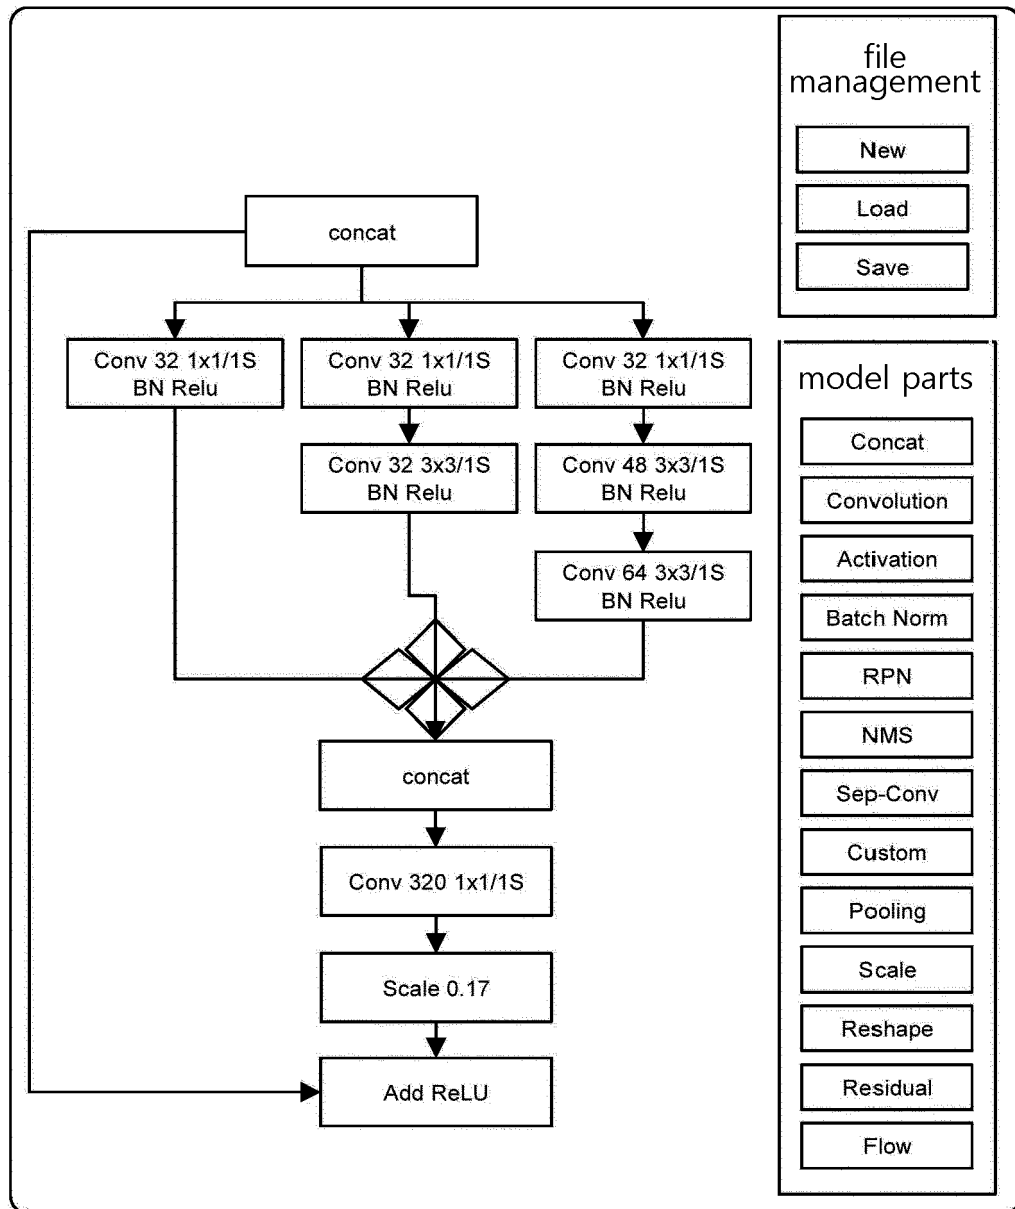 file
management
New
Load
Save
concat
Conv 32 1x1/1S
BN Relu
Conv 32 1x1/1S
BN Relu
Conv 32 1x1/1S
BN Relu
Conv 32 3x3/1S
BN Relu
Conv 48 3x3/1S
BN Relu
Conv 64 3x3/1S
BN Relu
concat
Conv 320 1x1/1S
Scale 0.17
Add ReLU
model parts
Concat
Convolution
Activation
Batch Norm
RPN
NMS
Sep-Conv
Custom
Pooling
Scale
Reshape
Residual
Flow